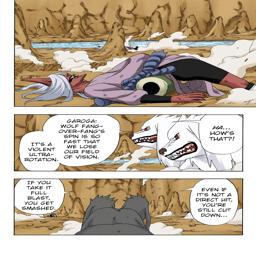 HAH...
HOW'S
THAT?!
GAROGA:
WOLF FANG-
OVER-FANG'S
SPIN IS SO
FAST THAT
WE LOSE
OUR FIELD
OF VISION.
IT'S A
VIOLENT
ULTRA-
ROTATION.
IF YOU
TAKE IT
FULL
BLAST,
YOU GET
SMASHED.
EVEN IF
IT'S NOT
A DIRECT
HIT,
YOU'RE
STILL CUT
DOWN...